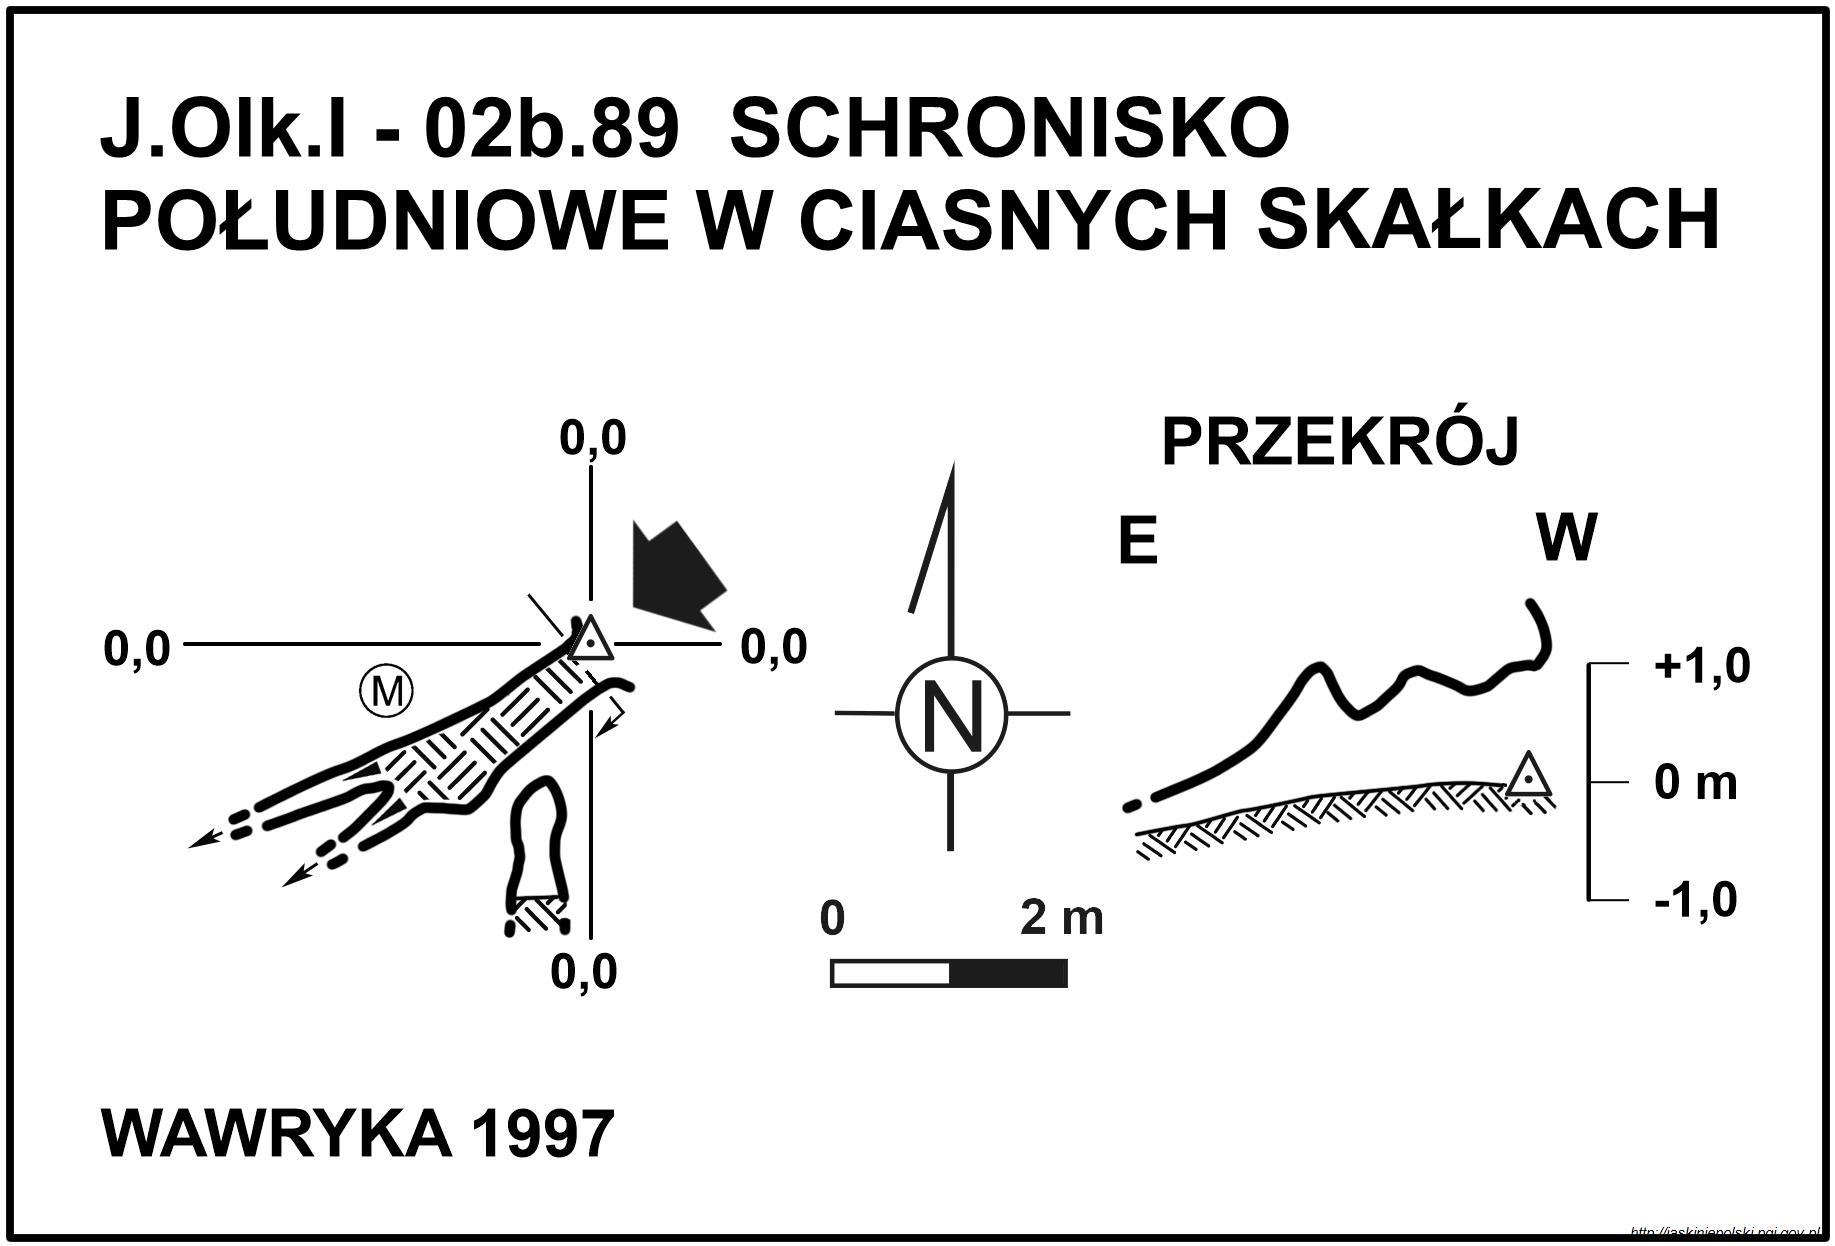 J.Olk.I - 02b.89 SCHRONISKO
POŁUDNIOWE W CIASNYCH SKAŁKACH
0,0
PRZEKRÓJ
E W
0,0 0,0
M
N
+1,0
0 m
-1,0
0 2 m
0,0
WAWRYKA 1997
http://jaskiniepolski.pgi.gov.pl